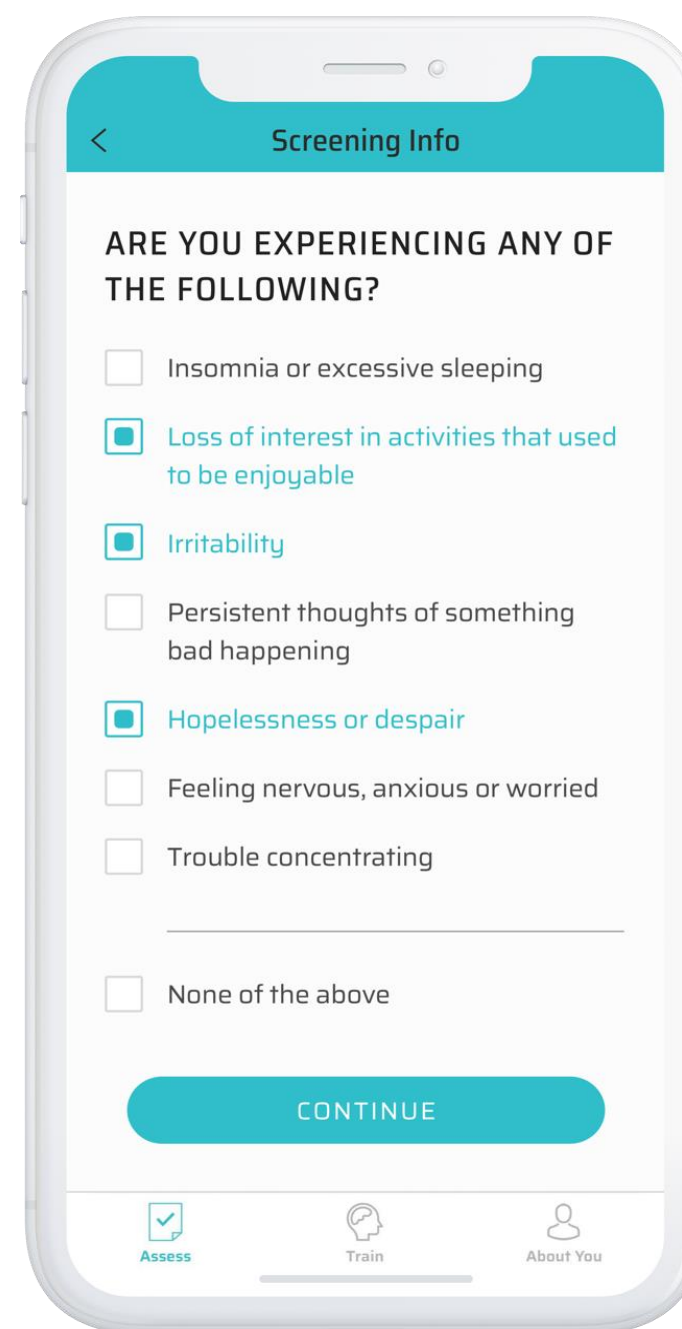 Screening Info
ARE YOU EXPERIENCING ANY OF
THE FOLLOWING?
Insomnia or excessive sleeping
Loss of interest in activities that used
to be enjoyable
Irritability
Persistent thoughts of something
bad happening
Hopelessness or despair
Feeling nervous, anxious or worried
Trouble concentrating
None of the above
CONTINUE
Assess Train About You